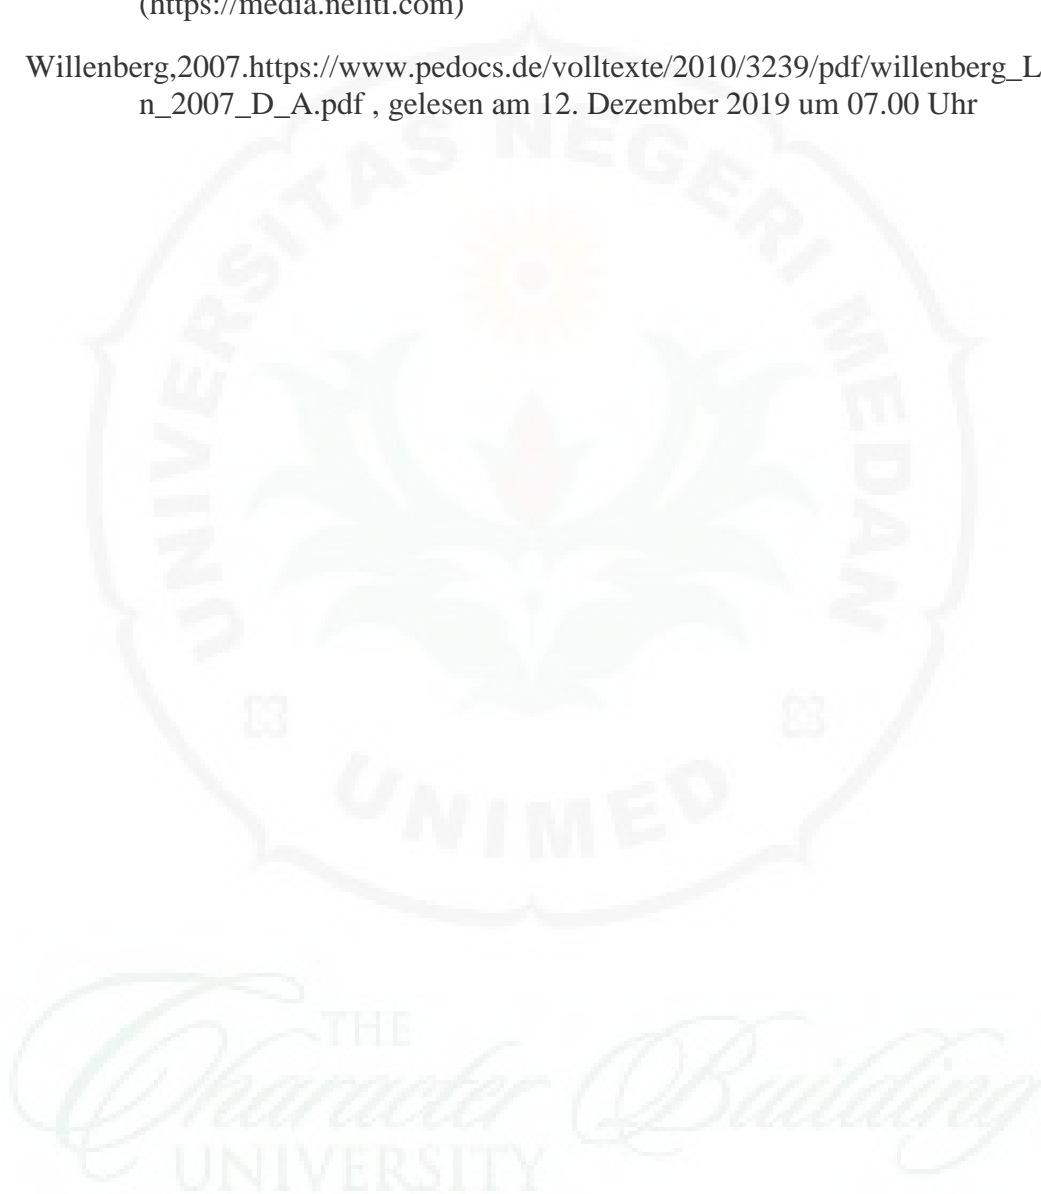 (https://media.neliti.com)
Willenberg,2007.https://www.pedocs.de/volltexte/2010/3239/pdf/willenberg_L
n_2007_D_A.pdf , gelesen am 12. Dezember 2019 um 07.00 Uhr
UNIVERSITAS NEGERI MEDAN
UNIMED
THE
Character Building
UNIVERSITY